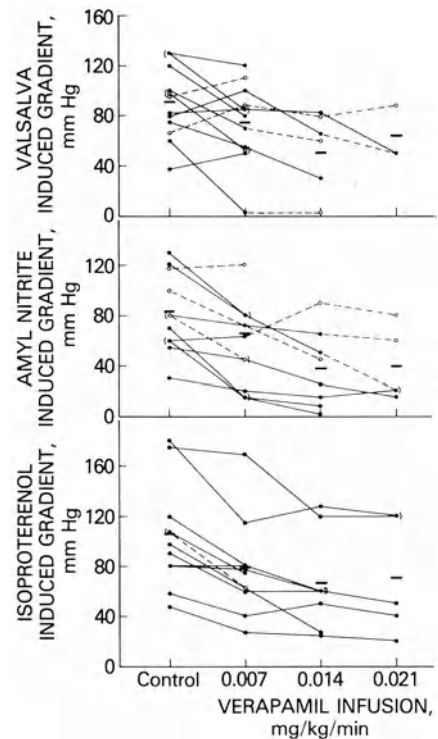 VALSALVA
INDUCED GRADIENT,
mm Hg
160
120
80
40
0
AMYL NITRITE
INDUCED GRADIENT,
mm Hg
120
80
40
0
ISOPROTERENOL
INDUCED GRADIENT,
mm Hg
160
120
80
40
0
Control 0.007 0.014 0.021
VERAPAMIL INFUSION,
mg/kg/min